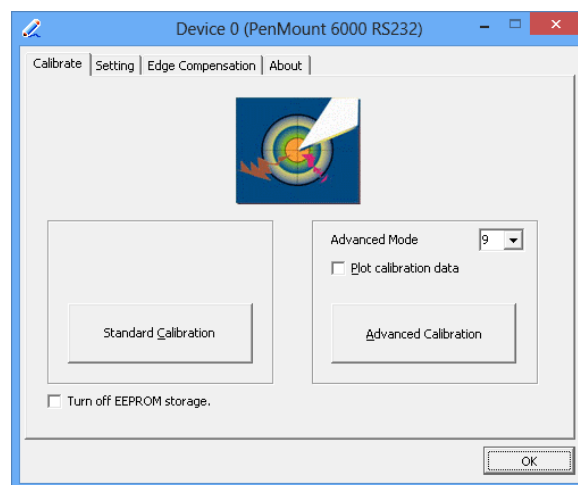 Device 0 (PenMount 6000 RS232)
Calibrate Setting Edge Compensation About
Advanced Mode 9
Plot calibration data
Standard Calibration Advanced Calibration
Turn off EEPROM storage.
OK